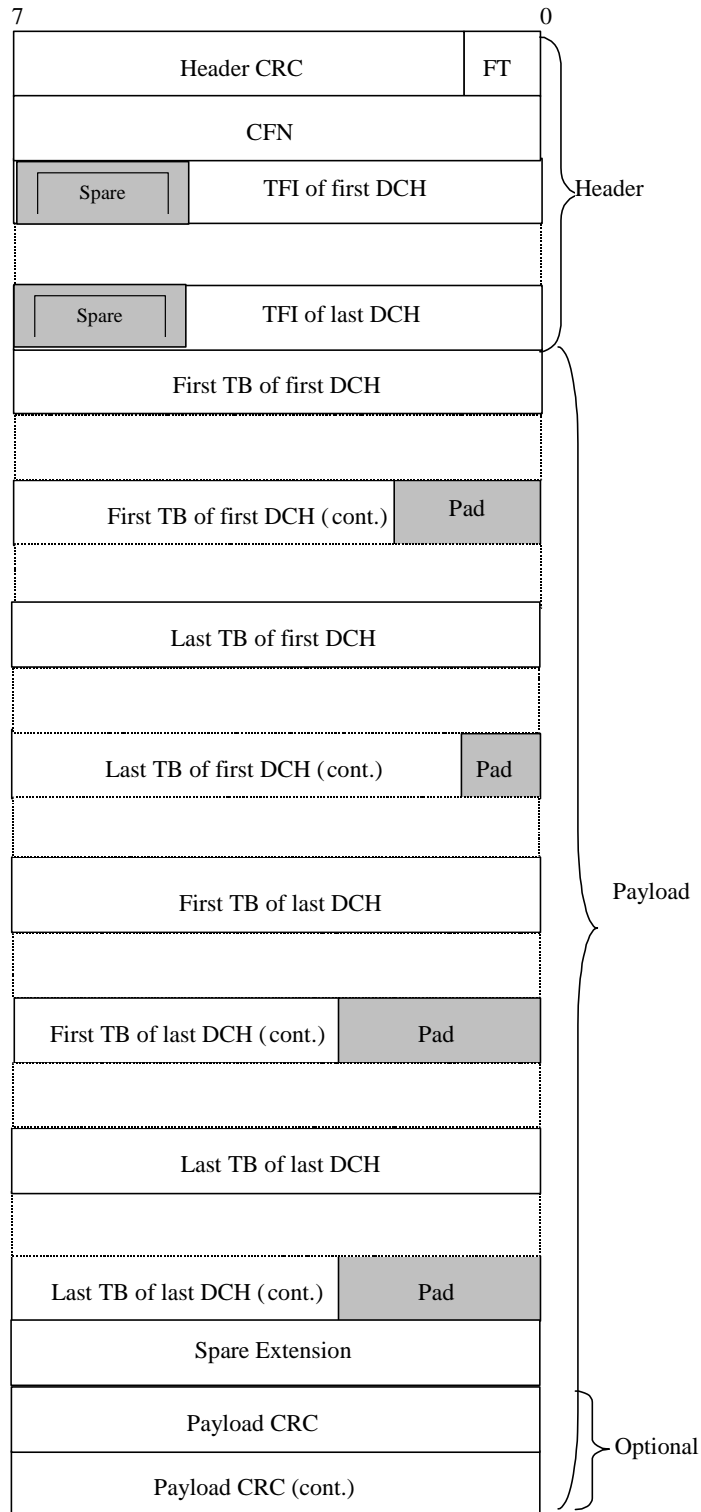 7 0
Header CRC FT
CFN
Spare TFI of first DCH
Header
Spare TFI of last DCH
First TB of first DCH
First TB of first DCH (cont.) Pad
Last TB of first DCH
Last TB of first DCH (cont.) Pad
First TB of last DCH
Payload
First TB of last DCH (cont.) Pad
Last TB of last DCH
Last TB of last DCH (cont.) Pad
Spare Extension
Payload CRC
Optional
Payload CRC (cont.)